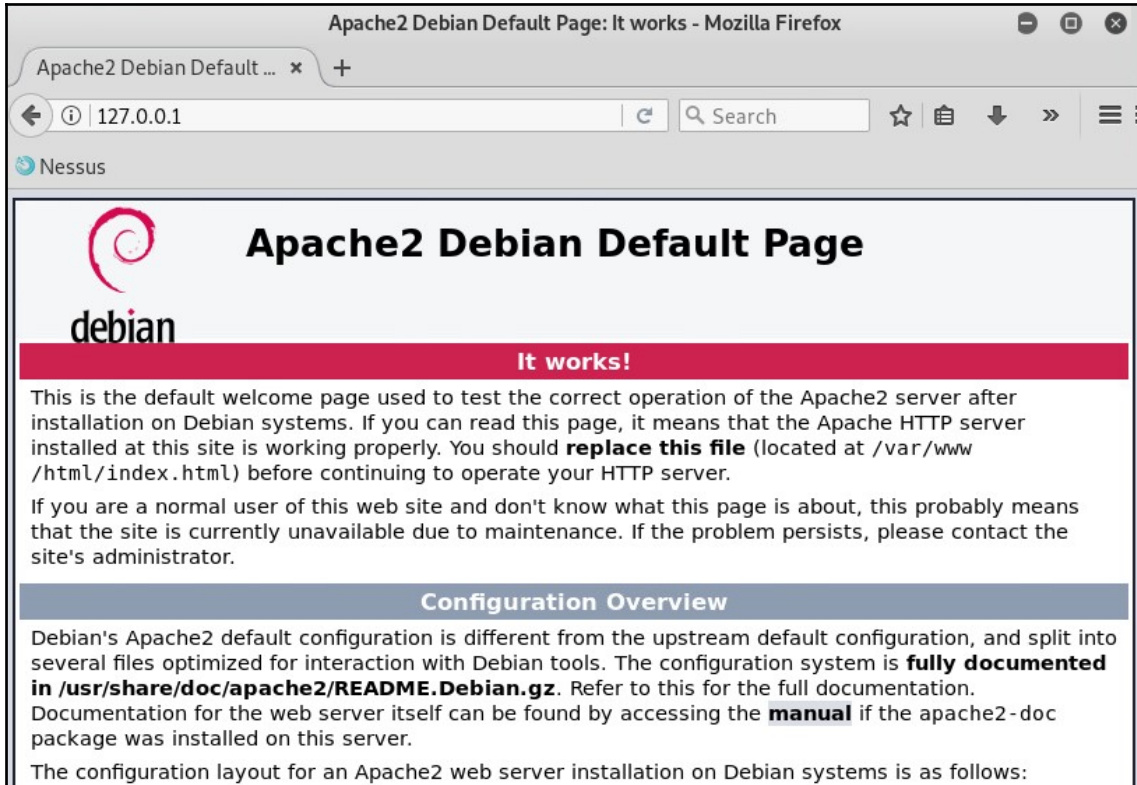 Apache2 Debian Default Page: It works - Mozilla Firefox
Apache2 Debian Default ...
127.0.0.1
Search
Nessus
debian
Apache2 Debian Default Page
It works!
This is the default welcome page used to test the correct operation of the Apache2 server after
installation on Debian systems. If you can read this page, it means that the Apache HTTP server
installed at this site is working properly. You should replace this file (located at /var/www
/html/index.html) before continuing to operate your HTTP server.
If you are a normal user of this web site and don't know what this page is about, this probably means
that the site is currently unavailable due to maintenance. If the problem persists, please contact the
site's administrator.
Configuration Overview
Debian's Apache2 default configuration is different from the upstream default configuration, and split into
several files optimized for interaction with Debian tools. The configuration system is fully documented
in /usr/share/doc/apache2/README.Debian.gz. Refer to this for the full documentation.
Documentation for the web server itself can be found by accessing the manual if the apache2-doc
package was installed on this server.
The configuration layout for an Apache2 web server installation on Debian systems is as follows: